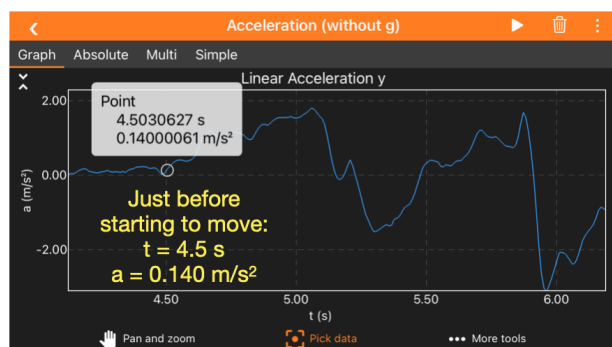 Acceleration (without g)
Graph Absolute Multi Simple
Linear Acceleration y
Point
4.5030627 s
0.14000061 m/s²
2.00
0.00
-2.00
a (m/s²)
Just before
starting to move:
t = 4.5 s
a = 0.140 m/s²
4.50 5.00 5.50 6.00
t (s)
Pan and zoom Pick data More tools